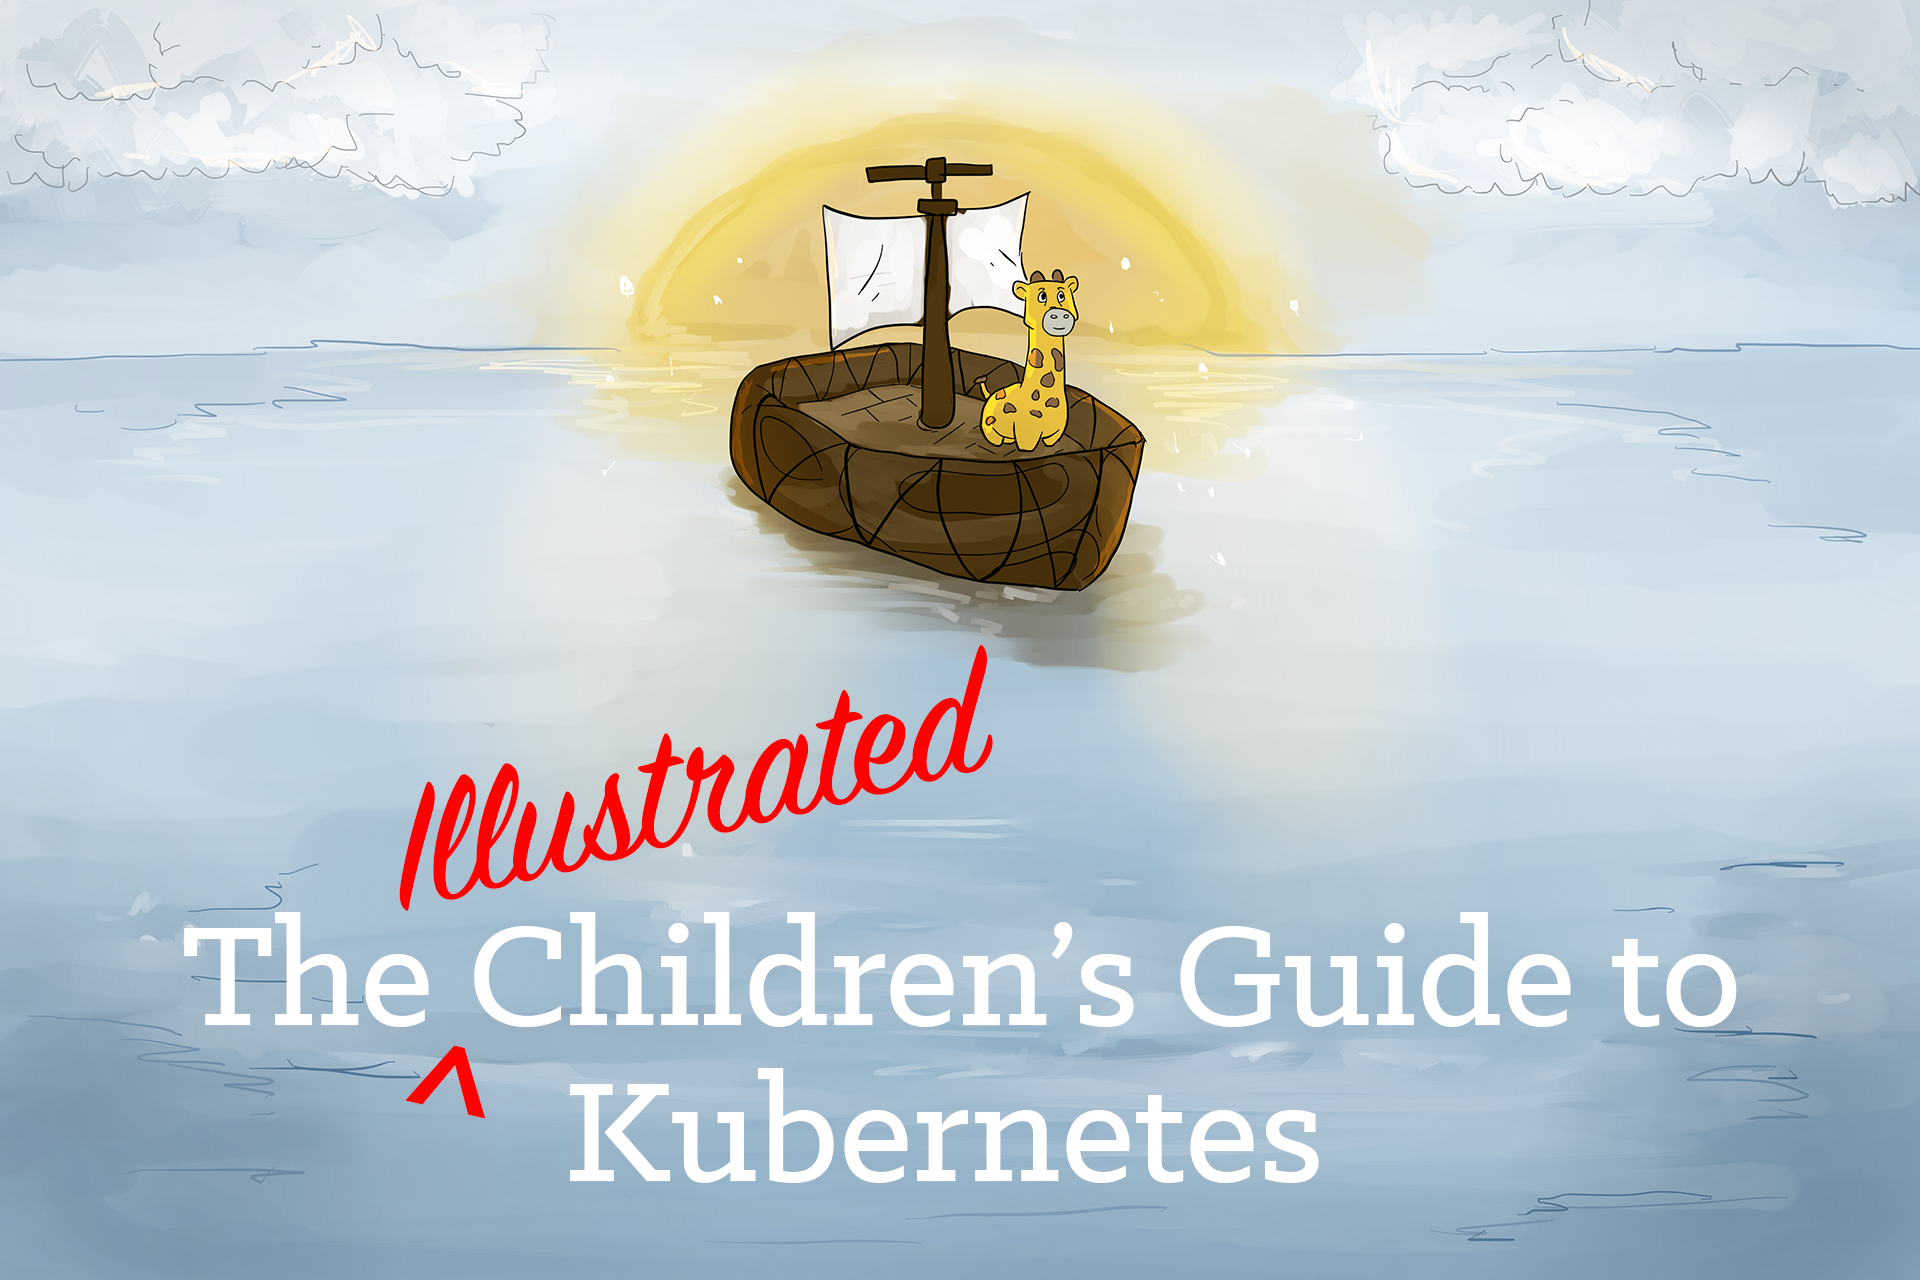 Illustrated
The Children’s Guide to
^
Kubernetes